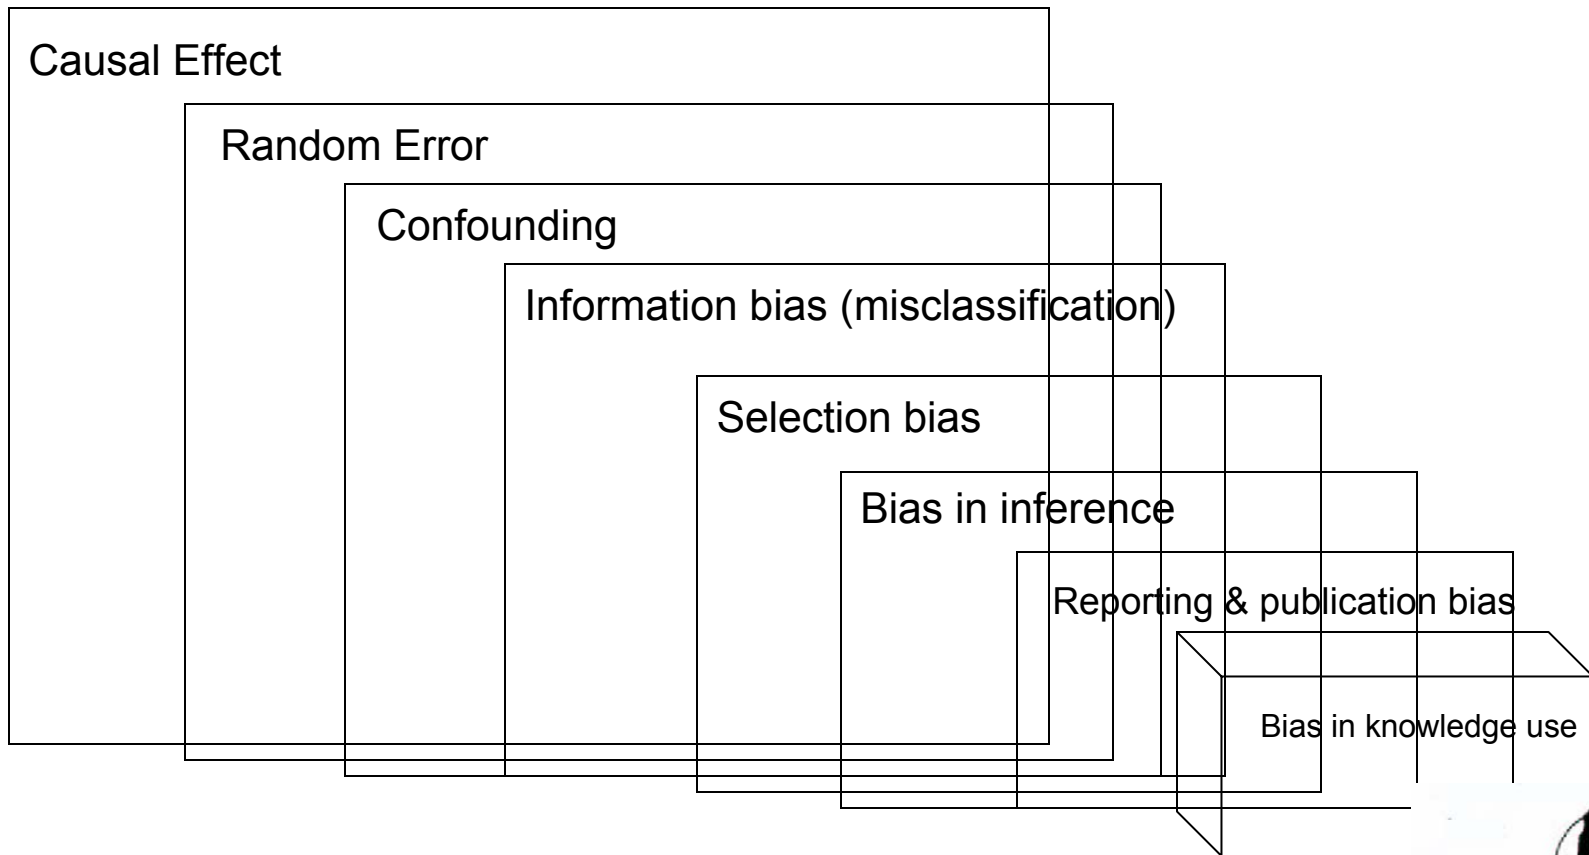 Causal Effect
Random Error
Confounding
Information bias (misclassification)
Selection bias
Bias in inference
Reporting & publication bias
Bias in knowledge use